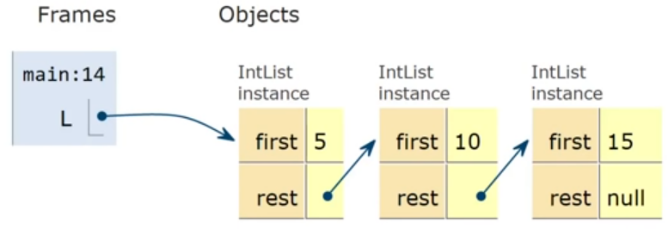 Frames Objects
main:14
L
IntList instance
first 5
rest
IntList instance
first 10
rest
IntList instance
first 15
rest null